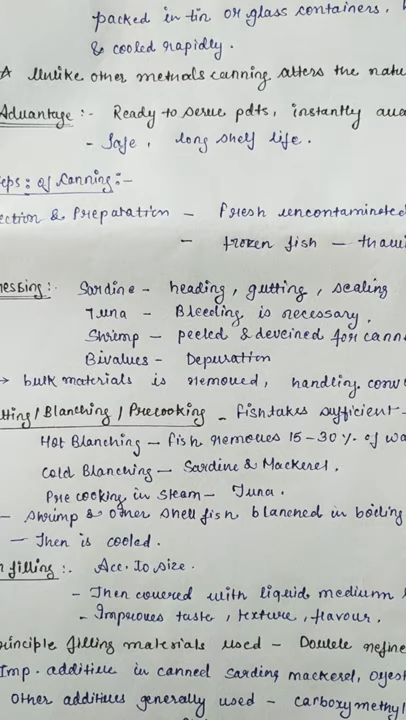 packed in tin or glass containers.
& cooled rapidly.
* Unlike other methods canning alters the natu
Advantage :- Ready to serve pdts, instantly ava
- Safe, long shelf life.
eps: of Canning:-
ection & Preparation - Fresh uncontaminated
- frozen fish - thawi
ressing:- Sardine - heading, gutting, scaling
Tuna - Bleeding is necessary.
Shrimp - peeled & deveined for cann
Bivalves - Depuration
→ bulk materials is removed, handling conv
lting / Blanching / Precooking - fish takes sufficient
Hot Blanching - fish removes 15-30% of wa
Cold Blanching - Sardine & Mackerel.
Pre cooking in steam - Tuna.
- Shrimp & other shell fish blanched in boiling
- Then is cooled.
n filling:- Acc. to size.
- Then covered with liquid medium
- Improves taste, texture, flavour.
rinciple filling materials used - Double refine
Imp. additive in canned sarding mackerel, oyest
Other additives generally used - carboxymethyl